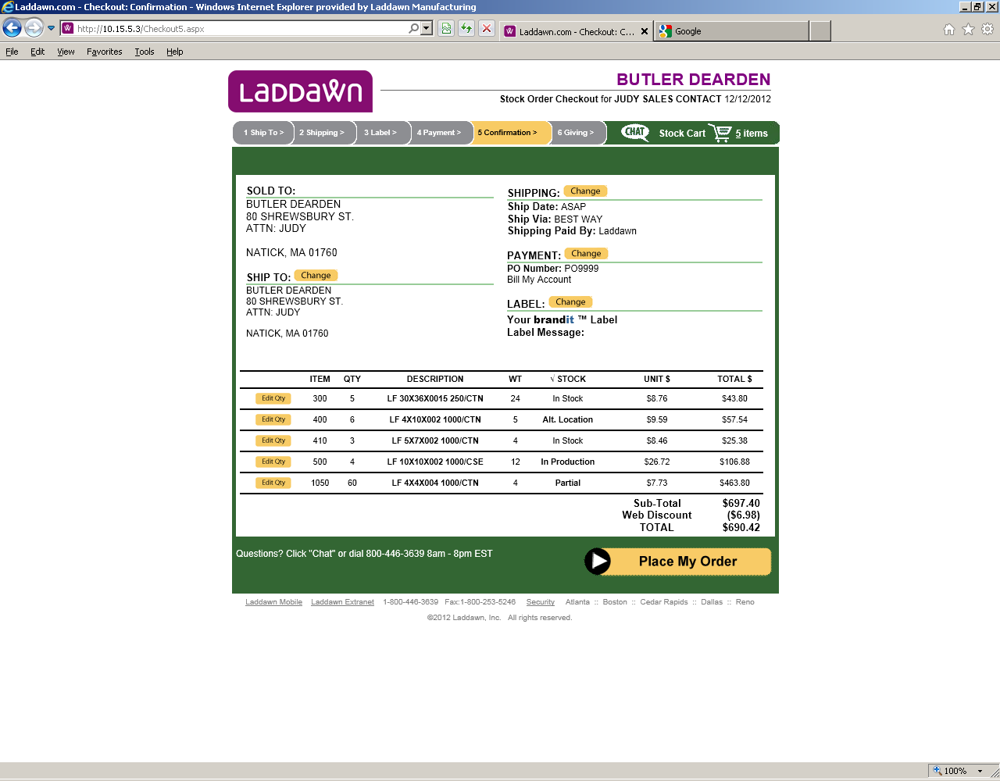 Laddawn.com - Checkout: Confirmation - Windows Internet Explorer provided by Laddawn Manufacturing
http://10.15.5.3/Checkout5.aspx
Laddawn.com - Checkout: C...
Google
File Edit View Favorites Tools Help
LADDAWN
BUTLER DEARDEN
Stock Order Checkout for JUDY SALES CONTACT 12/12/2012
1 Ship To > 2 Shipping > 3 Label > 4 Payment > 5 Confirmation > 6 Giving > CHAT Stock Cart 5 items
SOLD TO:
BUTLER DEARDEN
80 SHREWSBURY ST.
ATTN: JUDY
NATICK, MA 01760
SHIP TO: Change
BUTLER DEARDEN
80 SHREWSBURY ST.
ATTN: JUDY
NATICK, MA 01760
SHIPPING: Change
Ship Date: ASAP
Ship Via: BEST WAY
Shipping Paid By: Laddawn
PAYMENT: Change
PO Number: PO9999
Bill My Account
LABEL: Change
Your brandit ™ Label
Label Message:
ITEM QTY DESCRIPTION WT √ STOCK UNIT $ TOTAL $
Edit Qty 300 5 LF 30X36X0015 250/CTN 24 In Stock $8.76 $43.80
Edit Qty 400 6 LF 4X10X002 1000/CTN 5 Alt. Location $9.59 $57.54
Edit Qty 410 3 LF 5X7X002 1000/CTN 4 In Stock $8.46 $25.38
Edit Qty 500 4 LF 10X10X002 1000/CSE 12 In Production $26.72 $106.88
Edit Qty 1050 60 LF 4X4X004 1000/CTN 4 Partial $7.73 $463.80
Sub-Total $697.40
Web Discount ($6.98)
TOTAL $690.42
Questions? Click "Chat" or dial 800-446-3639 8am - 8pm EST
Place My Order
Laddawn Mobile Laddawn Extranet 1-800-446-3639 Fax:1-800-253-5246 Security Atlanta :: Boston :: Cedar Rapids :: Dallas :: Reno
©2012 Laddawn, Inc. All rights reserved.
100%